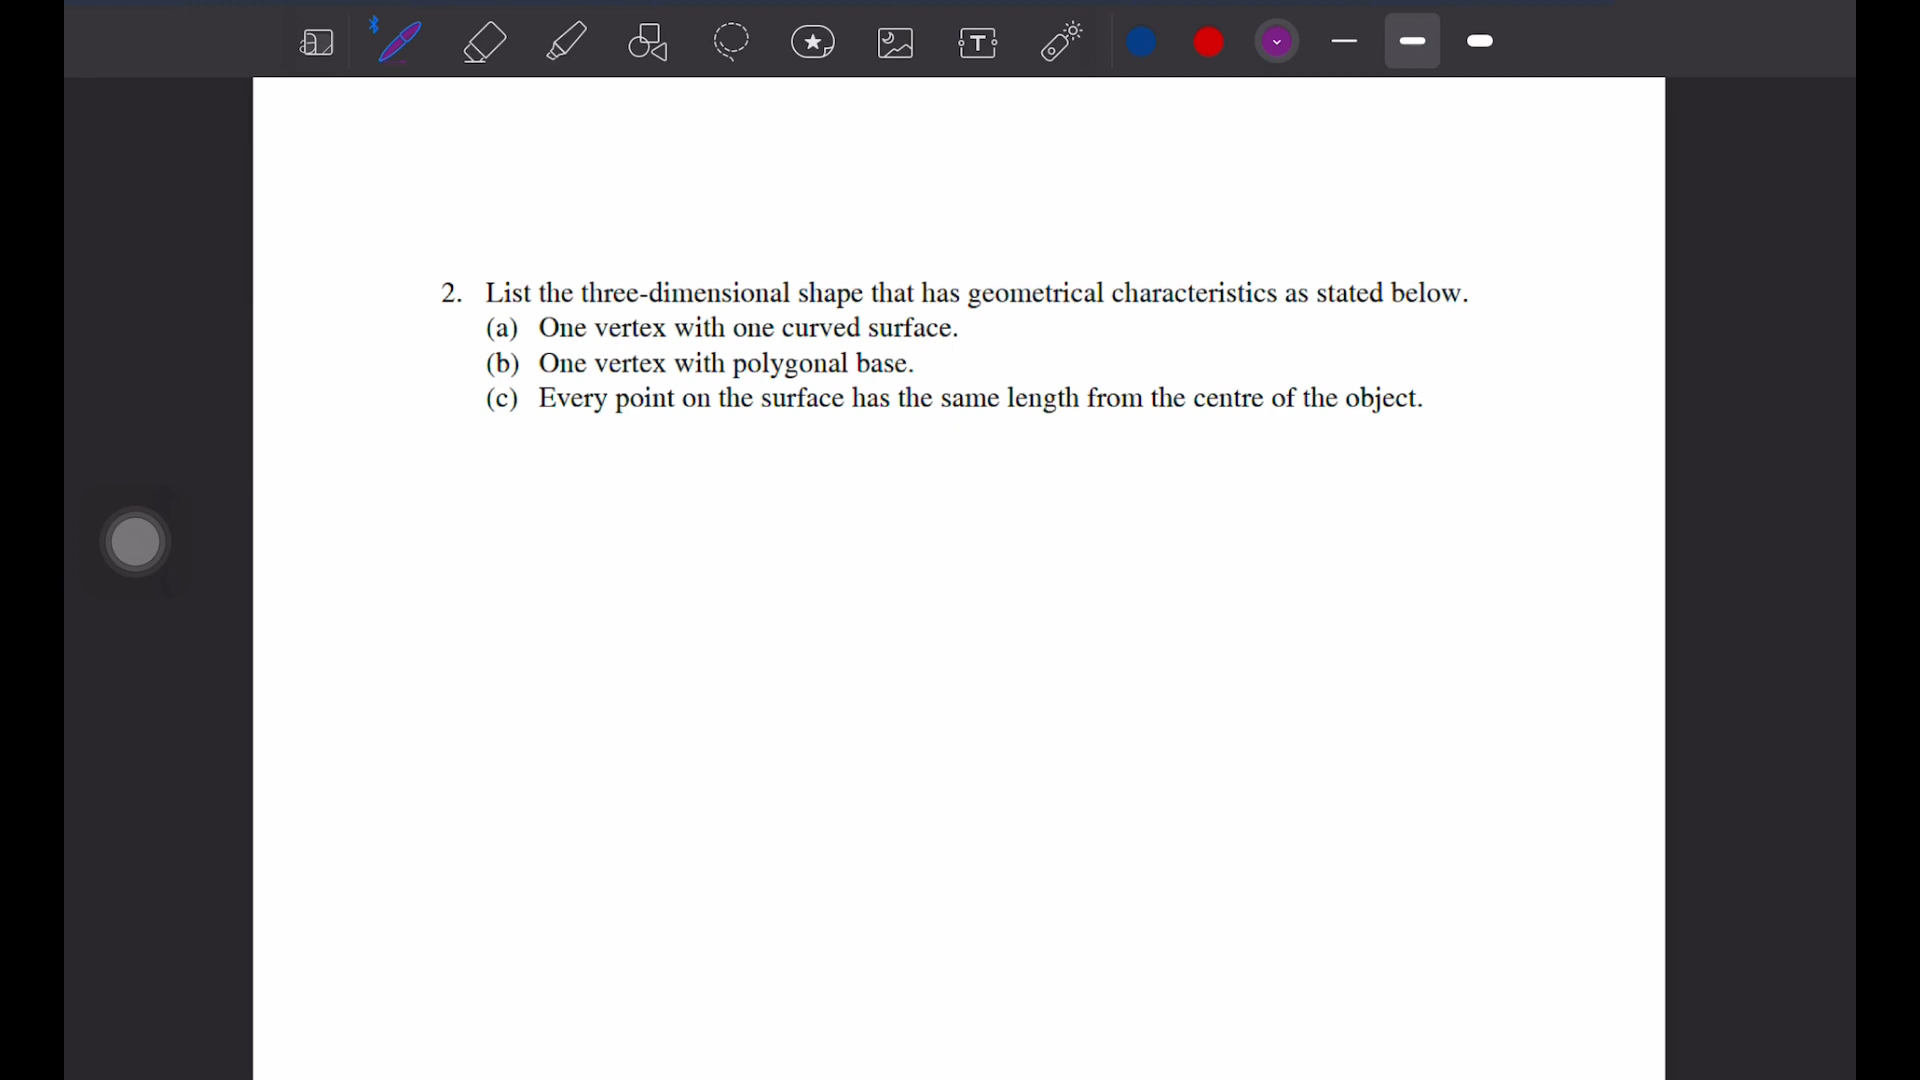 2. List the three-dimensional shape that has geometrical characteristics as stated below.
(a) One vertex with one curved surface.
(b) One vertex with polygonal base.
(c) Every point on the surface has the same length from the centre of the object.